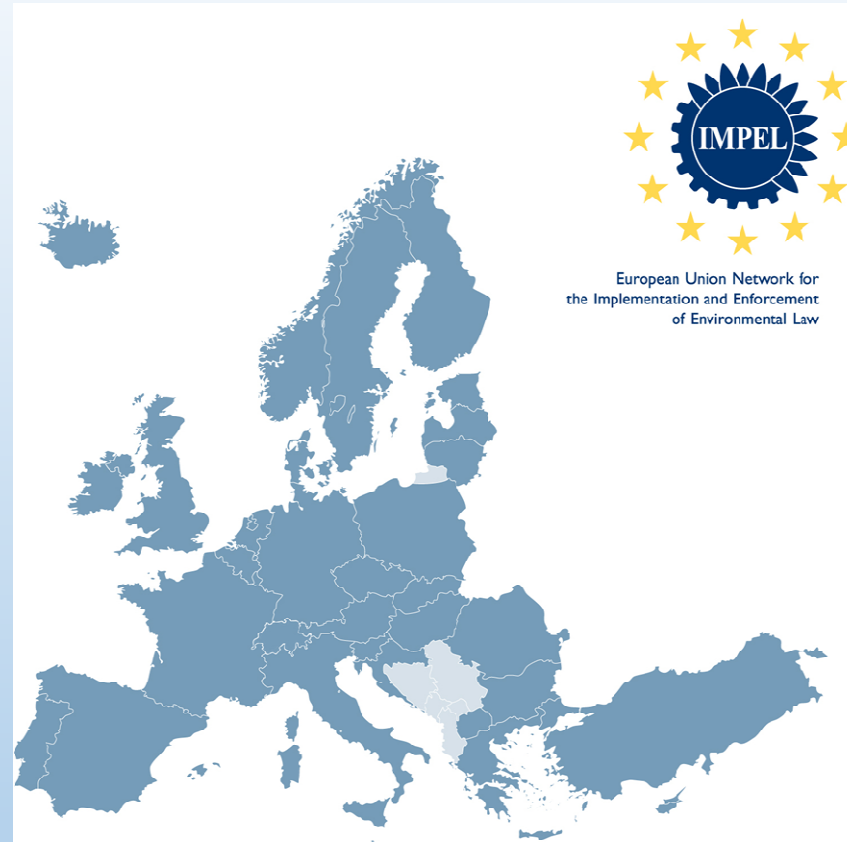 IMPEL
European Union Network for
the Implementation and Enforcement
of Environmental Law